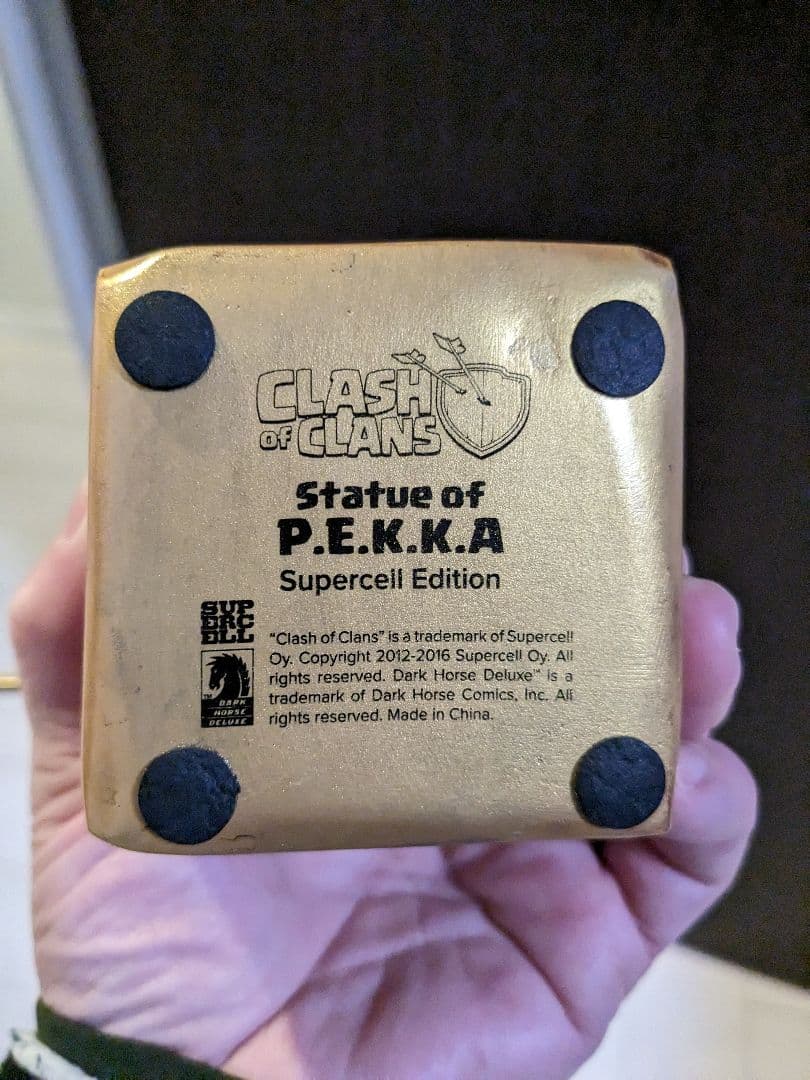 CLASH
OF CLANS
Statue of
P.E.K.K.A
Supercell Edition
SUP
ERC
ELL
"Clash of Clans" is a trademark of Supercell
Oy. Copyright 2012-2016 Supercell Oy. All
rights reserved. Dark Horse Deluxe™ is a
trademark of Dark Horse Comics, Inc. All
rights reserved. Made in China.
TM
DARK
HORSE
DELUXE